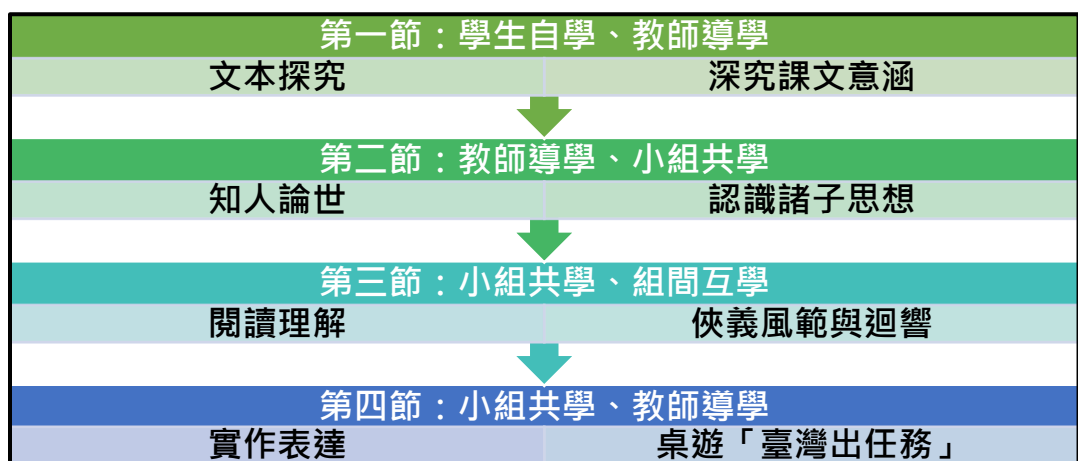 第一節：學生自學、教師導學
文本探究 深究課文意涵
第二節：教師導學、小組共學
知人論世 認識諸子思想
第三節：小組共學、組間互學
閱讀理解 俠義風範與迴響
第四節：小組共學、教師導學
實作表達 桌遊「臺灣出任務」